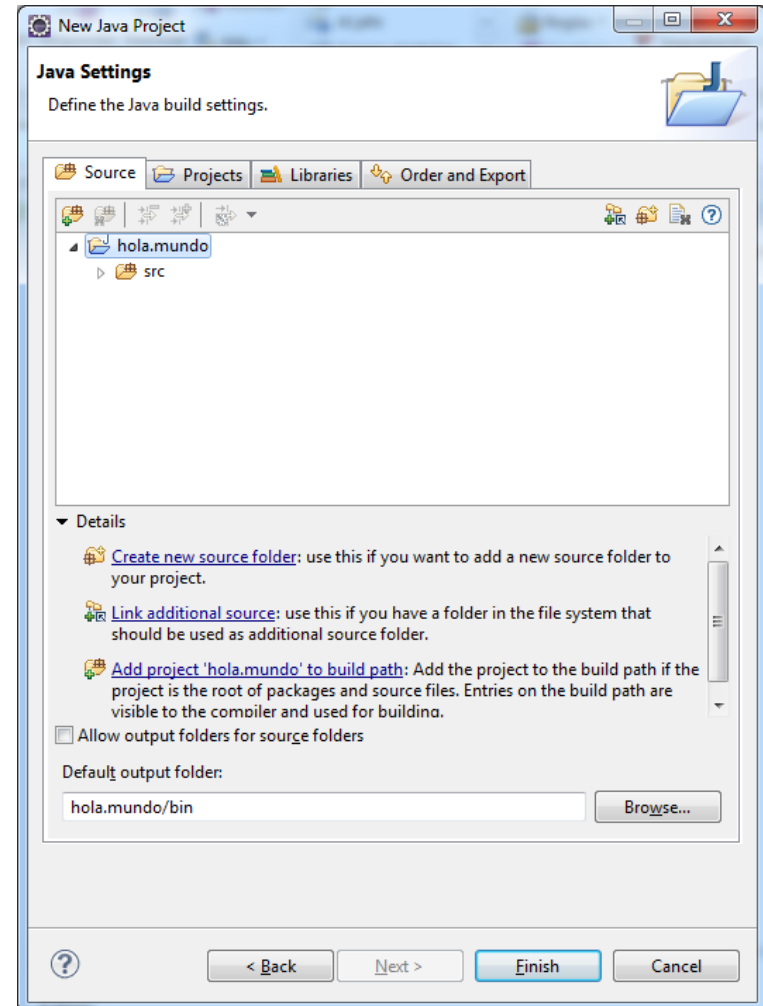 New Java Project
Java Settings
Define the Java build settings.
Source Projects Libraries Order and Export
hola.mundo
src
Details
Create new source folder: use this if you want to add a new source folder to
your project.
Link additional source: use this if you have a folder in the file system that
should be used as additional source folder.
Add project 'hola.mundo' to build path: Add the project to the build path if the
project is the root of packages and source files. Entries on the build path are
visible to the compiler and used for building.
Allow output folders for source folders
Default output folder:
hola.mundo/bin
Browse...
< Back Next > Finish Cancel